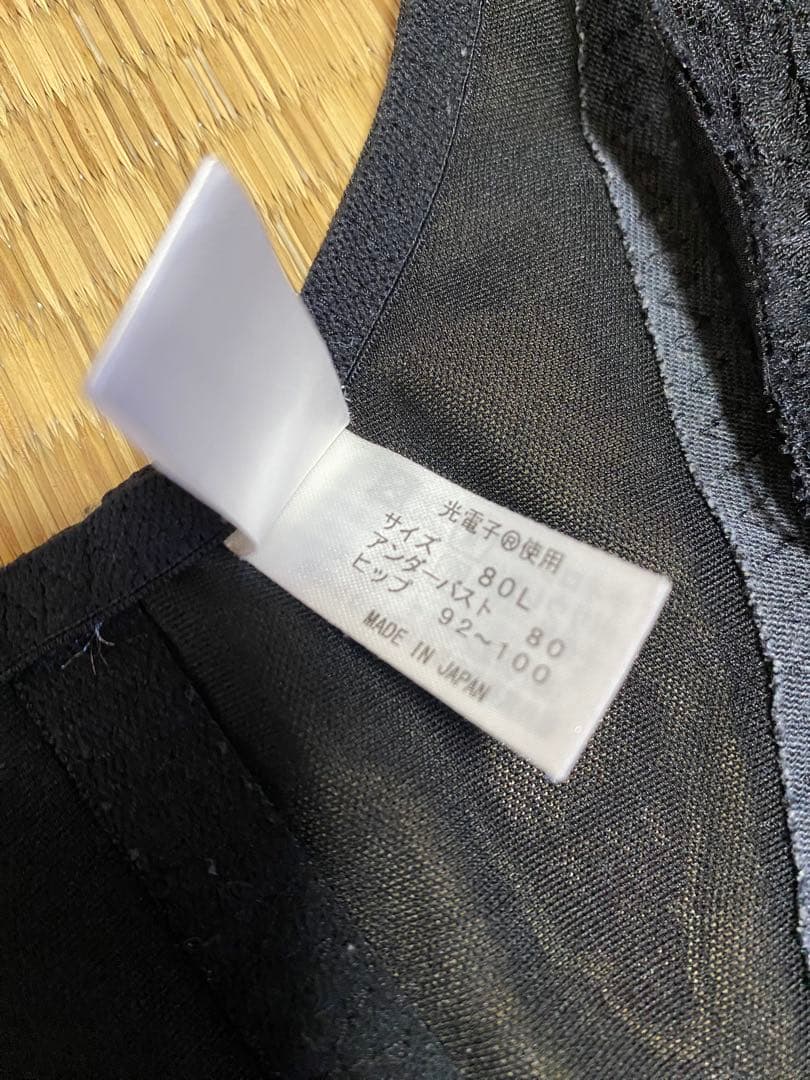 光電子®使用
サイズ 80L
アンダーバスト 80
ヒップ 92～100
MADE IN JAPAN